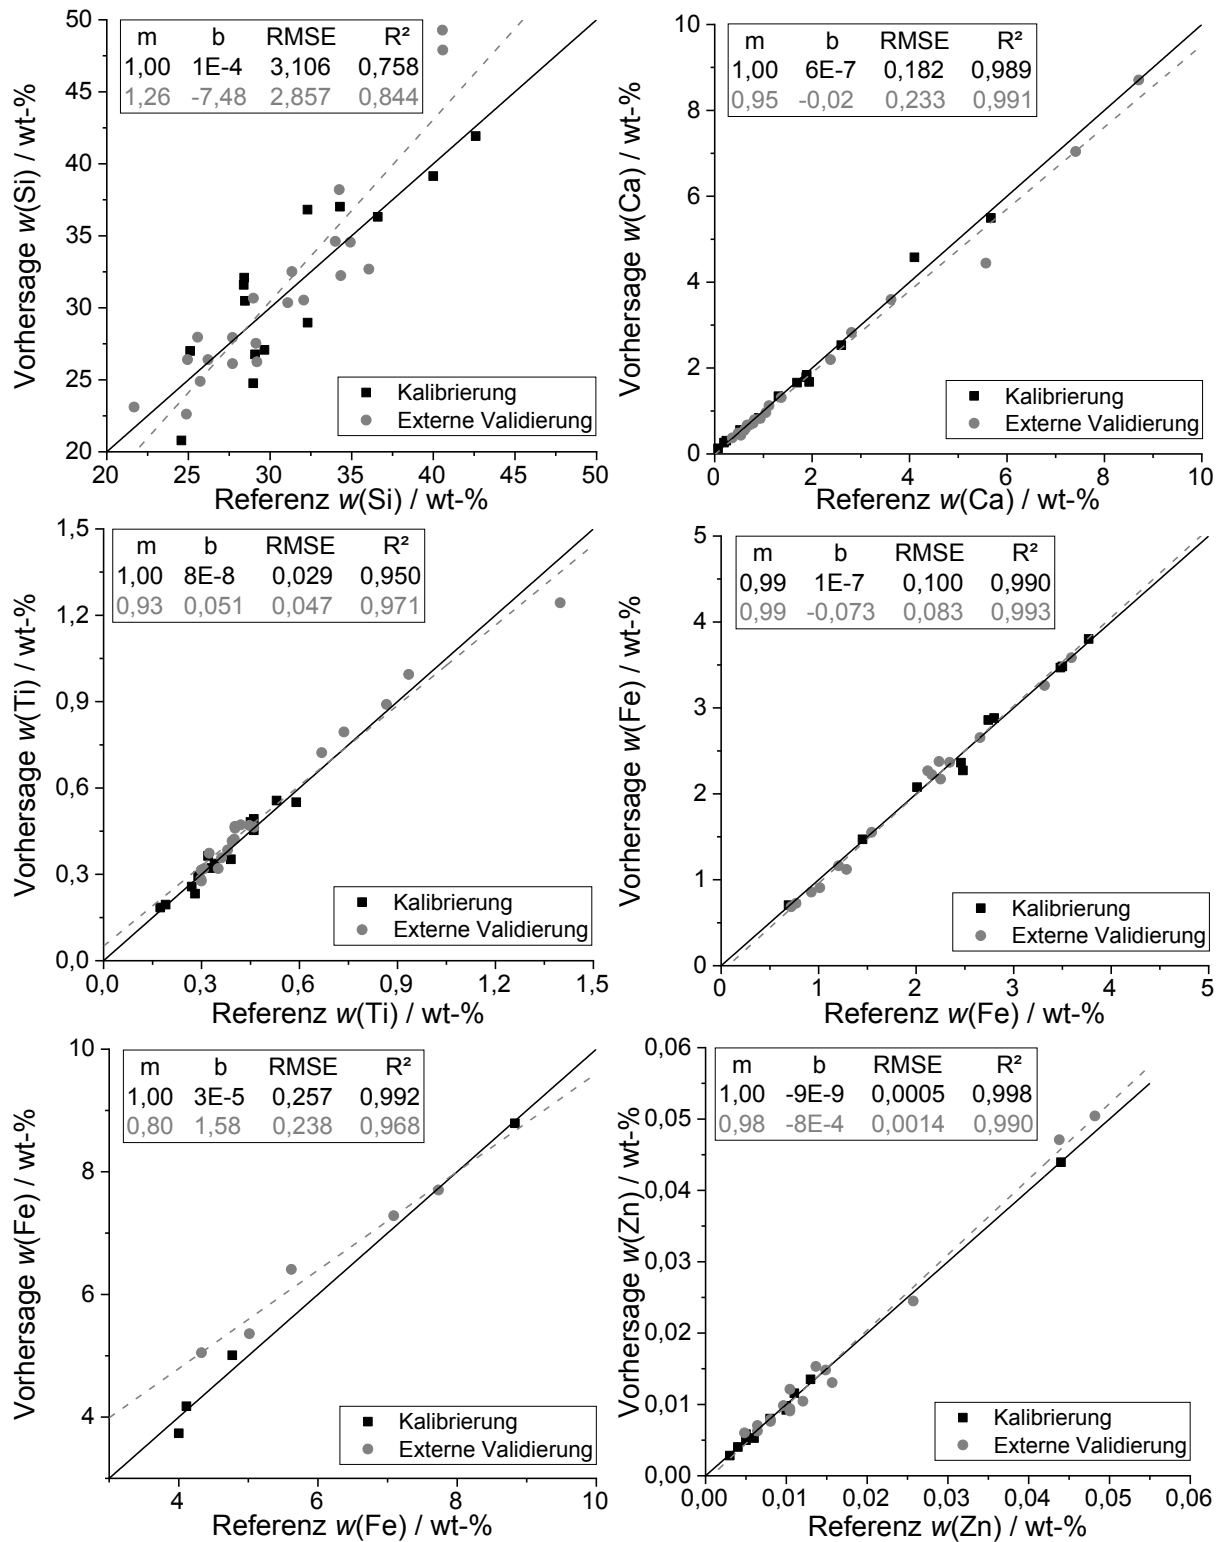 m b RMSE R²
1,00 1E-4 3,106 0,758
1,26 -7,48 2,857 0,844
50
45
40
35
30
25
20
Vorhersage w(Si) / wt-%
Kalibrierung
Externe Validierung
20 25 30 35 40 45 50
Referenz w(Si) / wt-%
m b RMSE R²
1,00 6E-7 0,182 0,989
0,95 -0,02 0,233 0,991
10
8
6
4
2
0
Vorhersage w(Ca) / wt-%
Kalibrierung
Externe Validierung
0 2 4 6 8 10
Referenz w(Ca) / wt-%
m b RMSE R²
1,00 8E-8 0,029 0,950
0,93 0,051 0,047 0,971
1,5
1,2
0,9
0,6
0,3
0,0
Vorhersage w(Ti) / wt-%
Kalibrierung
Externe Validierung
0,0 0,3 0,6 0,9 1,2 1,5
Referenz w(Ti) / wt-%
m b RMSE R²
0,99 1E-7 0,100 0,990
0,99 -0,073 0,083 0,993
5
4
3
2
1
0
Vorhersage w(Fe) / wt-%
Kalibrierung
Externe Validierung
0 1 2 3 4 5
Referenz w(Fe) / wt-%
m b RMSE R²
1,00 3E-5 0,257 0,992
0,80 1,58 0,238 0,968
10
8
6
4
Vorhersage w(Fe) / wt-%
Kalibrierung
Externe Validierung
4 6 8 10
Referenz w(Fe) / wt-%
m b RMSE R²
1,00 -9E-9 0,0005 0,998
0,98 -8E-4 0,0014 0,990
0,06
0,05
0,04
0,03
0,02
0,01
0,00
Vorhersage w(Zn) / wt-%
Kalibrierung
Externe Validierung
0,00 0,01 0,02 0,03 0,04 0,05 0,06
Referenz w(Zn) / wt-%